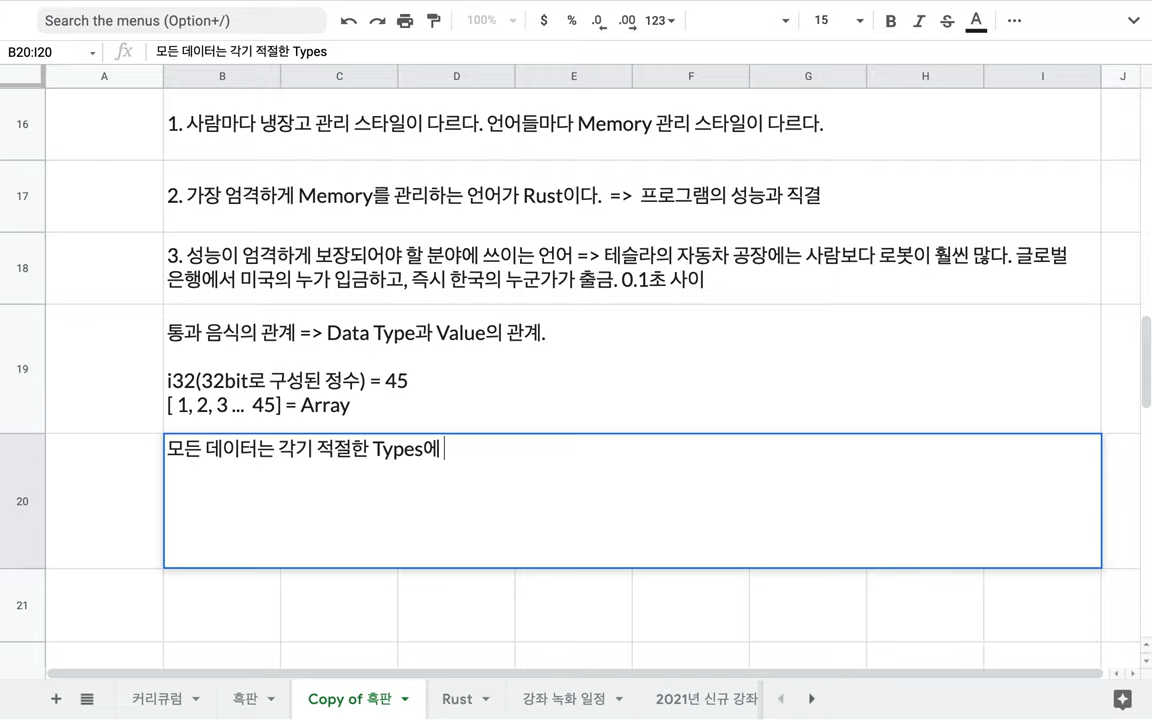 Search the menus (Option+/)
100%
$ % .0 .00 123
15
B I S A
B20:I20
fx
모든 데이터는 각기 적절한 Types
A B C D E F G H I J
16
1. 사람마다 냉장고 관리 스타일이 다르다. 언어들마다 Memory 관리 스타일이 다르다.
17
2. 가장 엄격하게 Memory를 관리하는 언어가 Rust이다. => 프로그램의 성능과 직결
18
3. 성능이 엄격하게 보장되어야 할 분야에 쓰이는 언어 => 테슬라의 자동차 공장에는 사람보다 로봇이 훨씬 많다. 글로벌
은행에서 미국의 누가 입금하고, 즉시 한국의 누군가가 출금. 0.1초 사이
19
통과 음식의 관계 => Data Type과 Value의 관계.
i32(32bit로 구성된 정수) = 45
[ 1, 2, 3 ... 45] = Array
20
모든 데이터는 각기 적절한 Types에
21
커리큐럼 흑판 Copy of 흑판 Rust 강좌 녹화 일정 2021년 신규 강좌